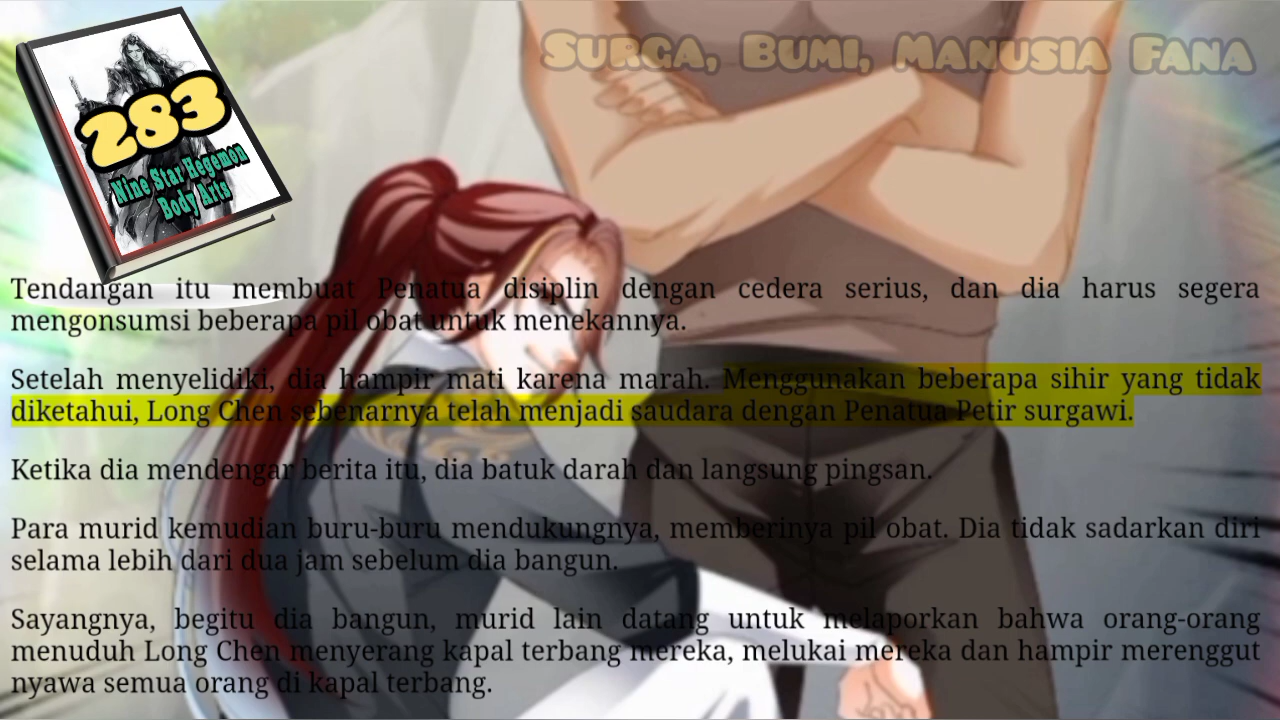 Surga, Bumi, Manusia Fana
283
Nine Star Hegemon
Body Arts
Tendangan itu membuat Penatua disiplin dengan cedera serius, dan dia harus segera
mengonsumsi beberapa pil obat untuk menekannya.
Setelah menyelidiki, dia hampir mati karena marah. Menggunakan beberapa sihir yang tidak
diketahui, Long Chen sebenarnya telah menjadi saudara dengan Penatua Petir surgawi.
Ketika dia mendengar berita itu, dia batuk darah dan langsung pingsan.
Para murid kemudian buru-buru mendukungnya, memberinya pil obat. Dia tidak sadarkan diri
selama lebih dari dua jam sebelum dia bangun.
Sayangnya, begitu dia bangun, murid lain datang untuk melaporkan bahwa orang-orang
menuduh Long Chen menyerang kapal terbang mereka, melukai mereka dan hampir merenggut
nyawa semua orang di kapal terbang.